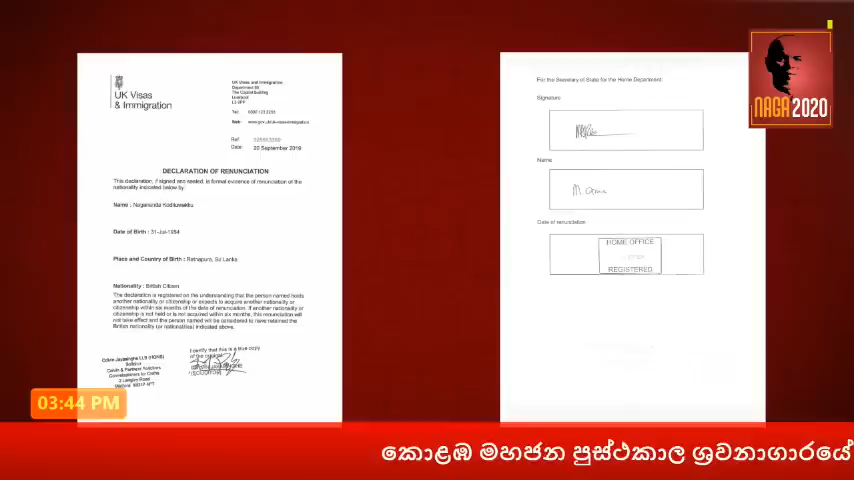 UK Visas
& Immigration
UK Visas and Immigration
Department 89
The Capital Building
Liverpool
L3 9PP
Tel:
Web:
Ref:
Date: 20 September 2019
DECLARATION OF RENUNCIATION
This declaration, if signed and sealed, is formal evidence of renunciation of the
nationality indicated below by:
Name : Nagananda Kodituwakku
Date of Birth : 31-Jul-1954
Place and Country of Birth : Ratnapura, Sri Lanka
Nationality : British Citizen
The declaration is registered on the understanding that the person named holds
another nationality or citizenship or expects to acquire another nationality or
citizenship within six months of the date of renunciation. If another nationality or
citizenship is not held or is not acquired within six months, this renunciation will
not take effect and the person named will be considered to have retained the
British nationality (or nationalities) indicated above.
I certify that this is a true copy
of the original
Solicitor
03:44 PM
For the Secretary of State for the Home Department:
Signature
Name
Date of renunciation
HOME OFFICE
REGISTERED
NAGA 2020
කොළඹ මහජන පුස්ථකාල ශ්‍රවනාගාරයේ